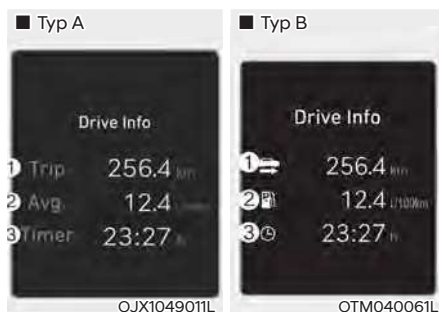 ■ Typ A
Drive Info
1 Trip 256.4 km
2 Avg. 12.4
3 Timer 23:27 h
OJX1049011L
■ Typ B
Drive Info
1 256.4 km
2 12.4 L/100km
3 23:27 h
OTM040061L